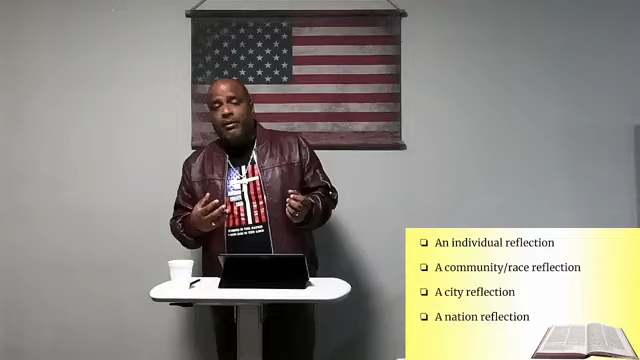 An individual reflection
A community/race reflection
A city reflection
A nation reflection